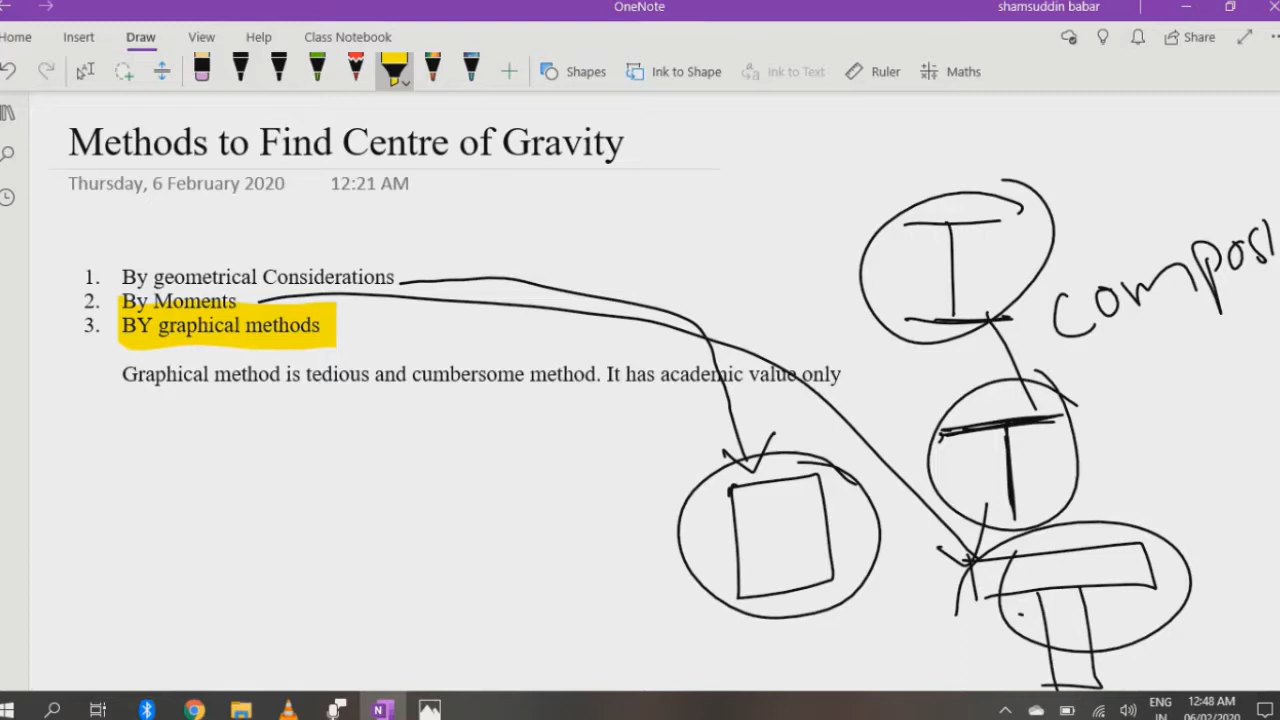 OneNote
shamsuddin babar
Home Insert Draw View Help Class Notebook
Share
Shapes Ink to Shape Ink to Text Ruler Maths
Methods to Find Centre of Gravity
Thursday, 6 February 2020 12:21 AM
1. By geometrical Considerations
2. By Moments
3. BY graphical methods
Graphical method is tedious and cumbersome method. It has academic value only
Composi
ENG
IN
12:48 AM
06/02/2020